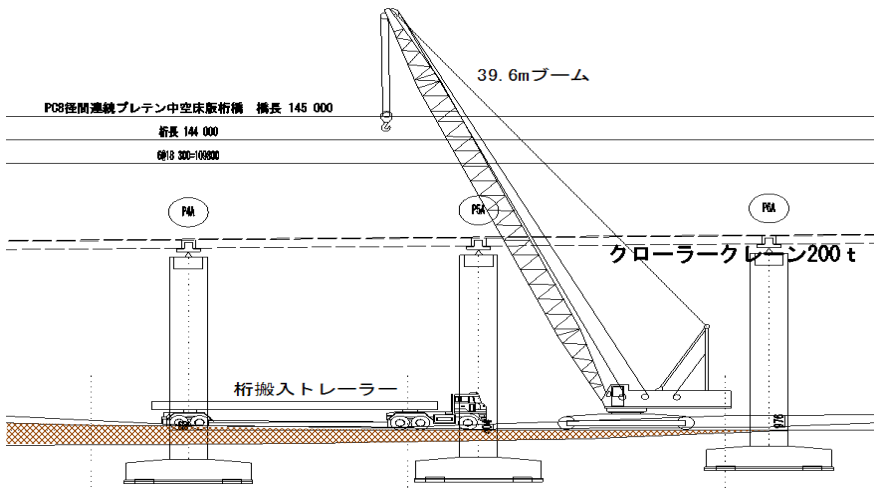 39.6mブーム
PC8径間連続プレテン中空床版桁橋 橋長 145 000
桁長 144 000
6@18 300=109800
P4A
P5A
P6A
クローラークレーン200ｔ
桁搬入トレーラー
976